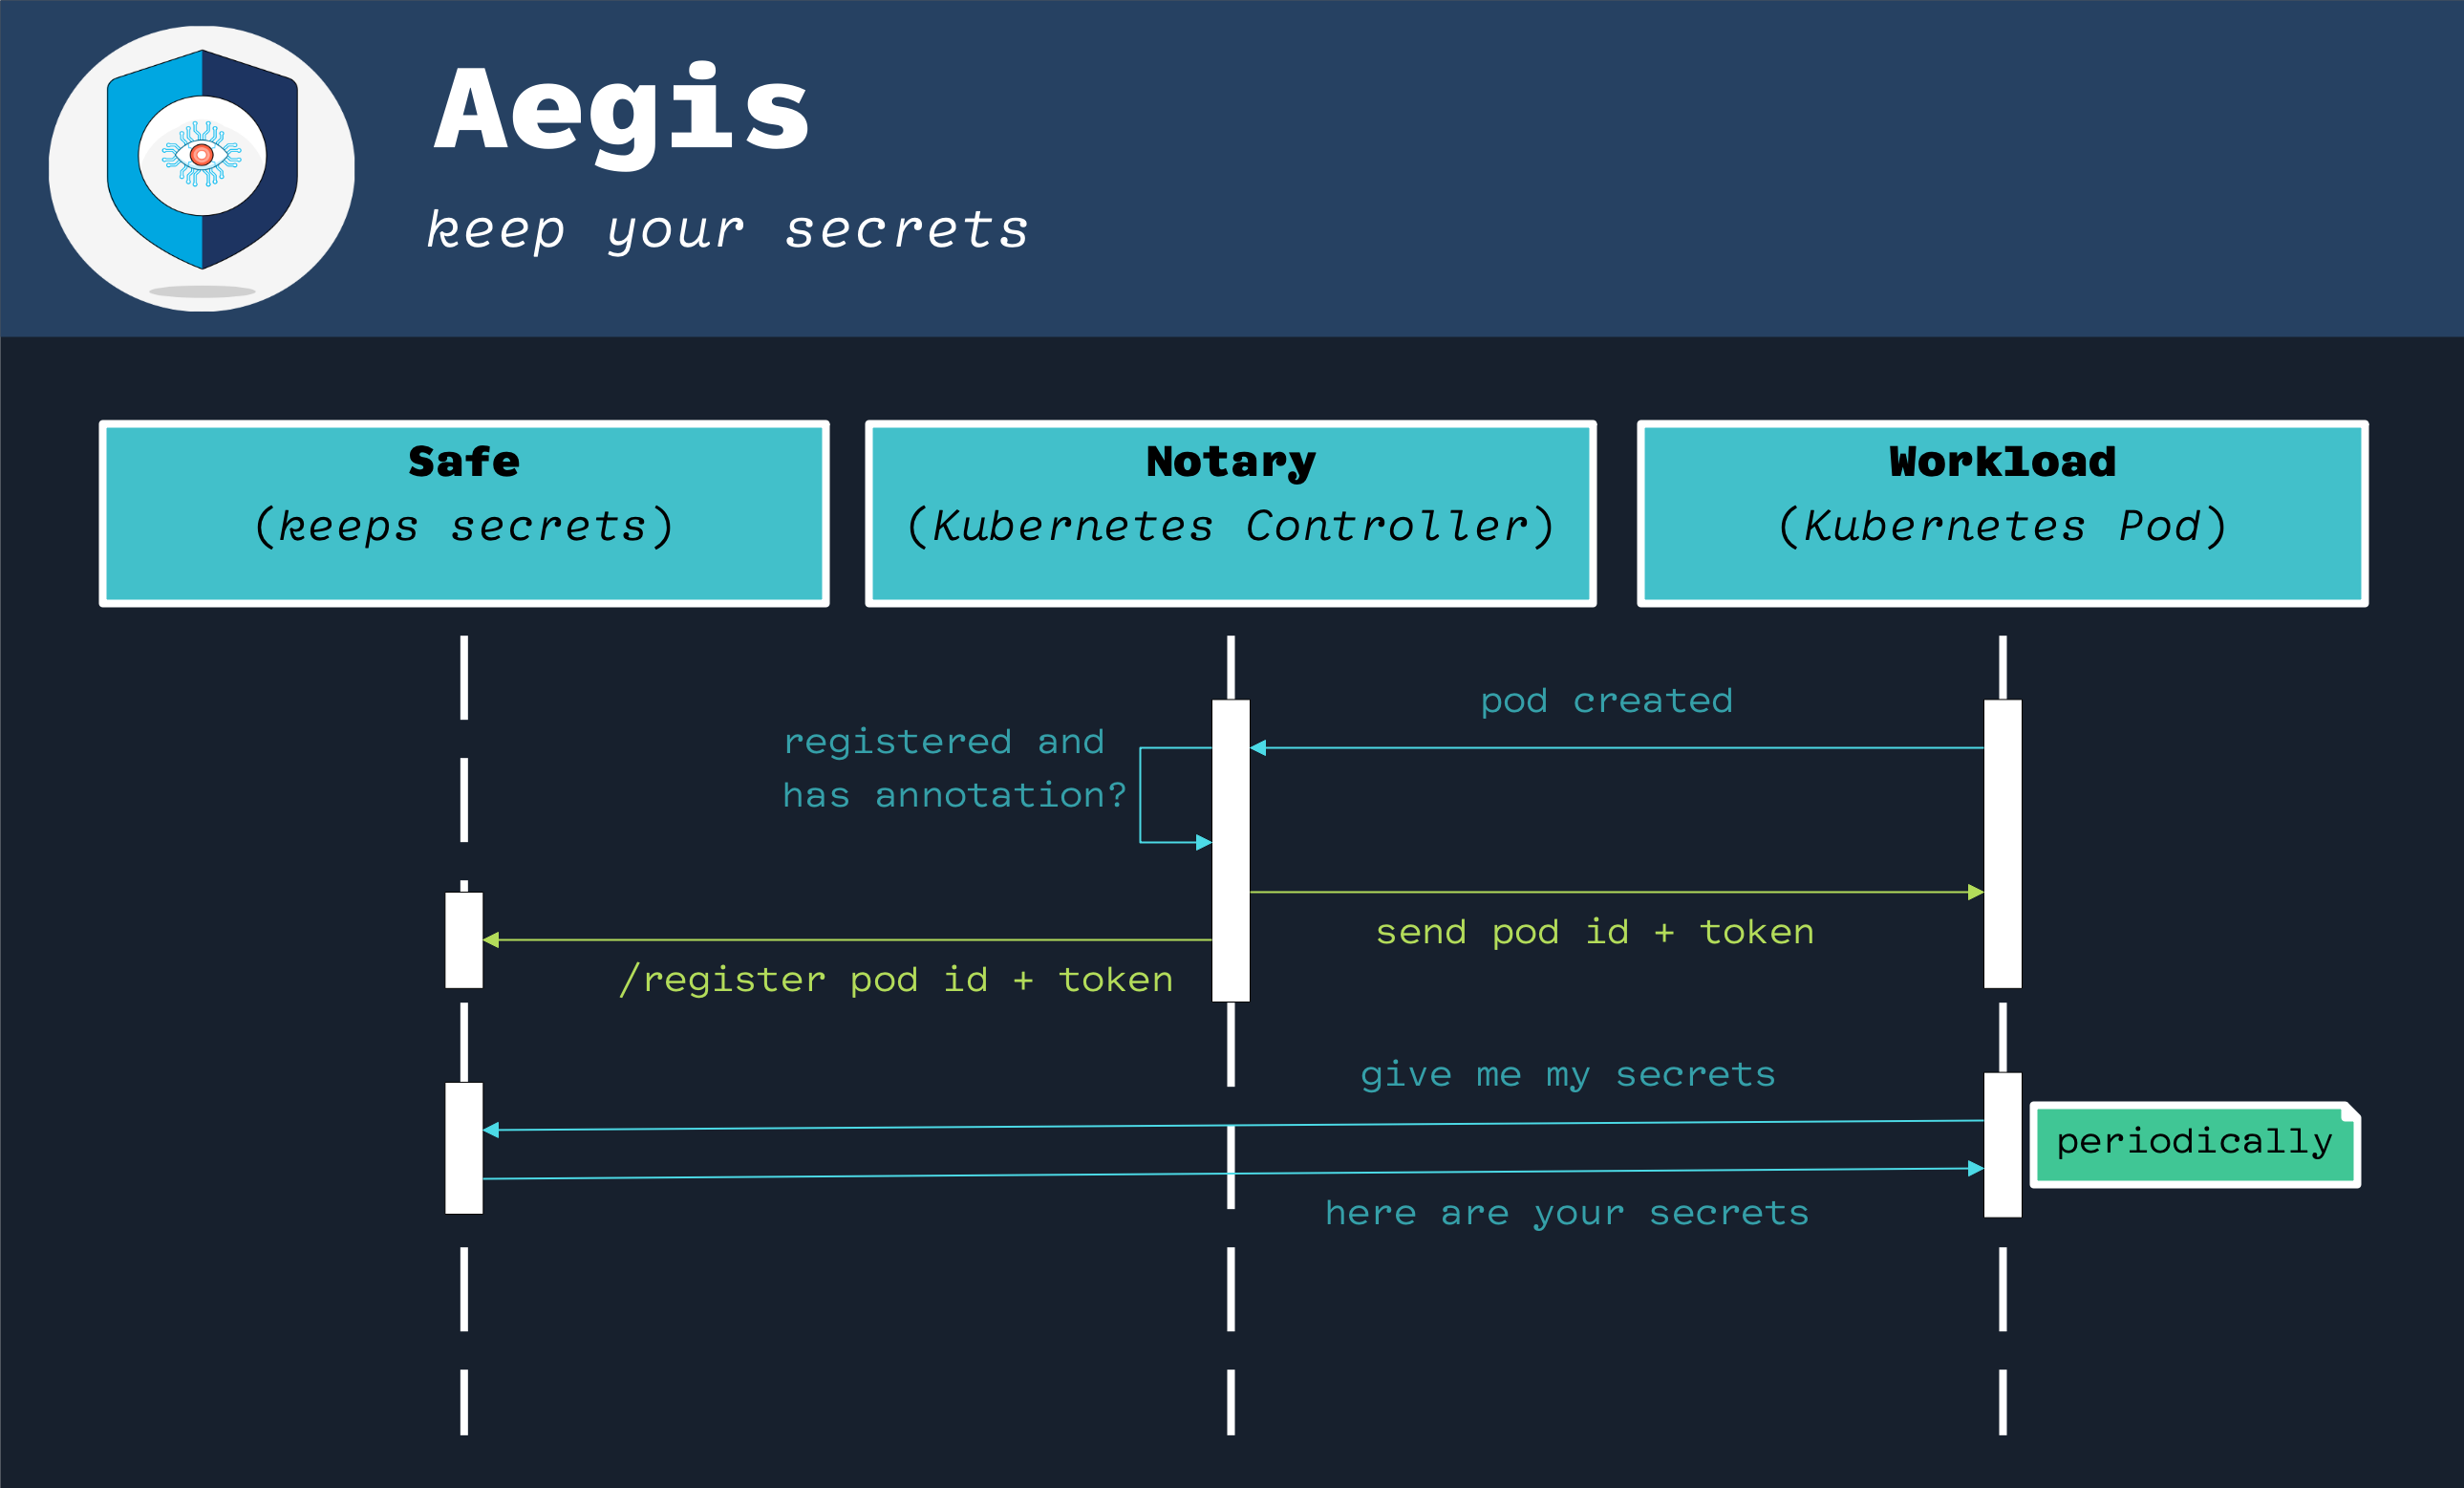 Aegis
keep your secrets
Safe
(keeps secrets)
Notary
(Kubernetes Controller)
Workload
(Kubernetes Pod)
pod created
registered and
has annotation?
send pod id + token
/register pod id + token
give me my secrets
periodically
here are your secrets